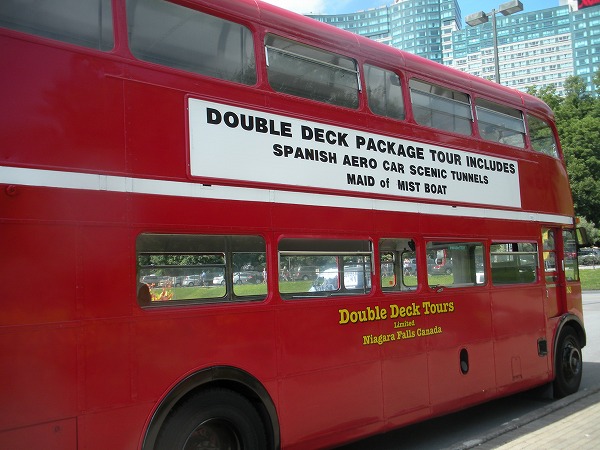 DOUBLE DECK PACKAGE TOUR INCLUDES
SPANISH AERO CAR SCENIC TUNNELS
MAID of MIST BOAT
Double Deck Tours
Limited
Niagara Falls Canada